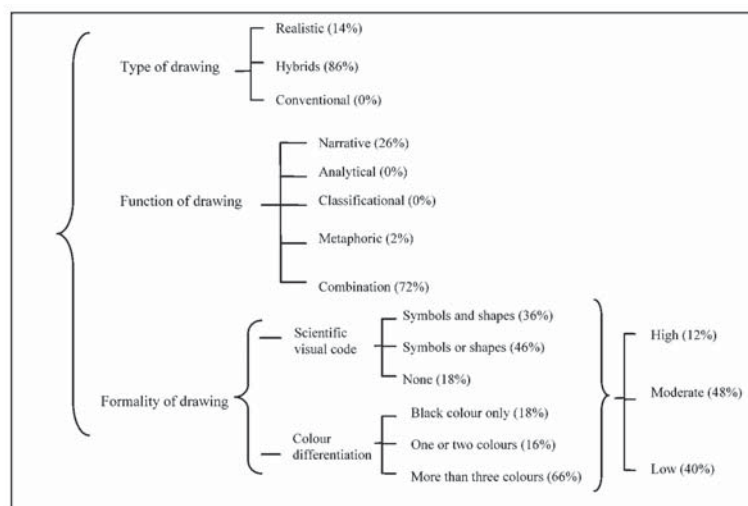 Type of drawing
Realistic (14%)
Hybrids (86%)
Conventional (0%)
Function of drawing
Narrative (26%)
Analytical (0%)
Classificational (0%)
Metaphoric (2%)
Combination (72%)
Formality of drawing
Scientific
visual code
Symbols and shapes (36%)
Symbols or shapes (46%)
None (18%)
Colour
differentiation
Black colour only (18%)
One or two colours (16%)
More than three colours (66%)
High (12%)
Moderate (48%)
Low (40%)